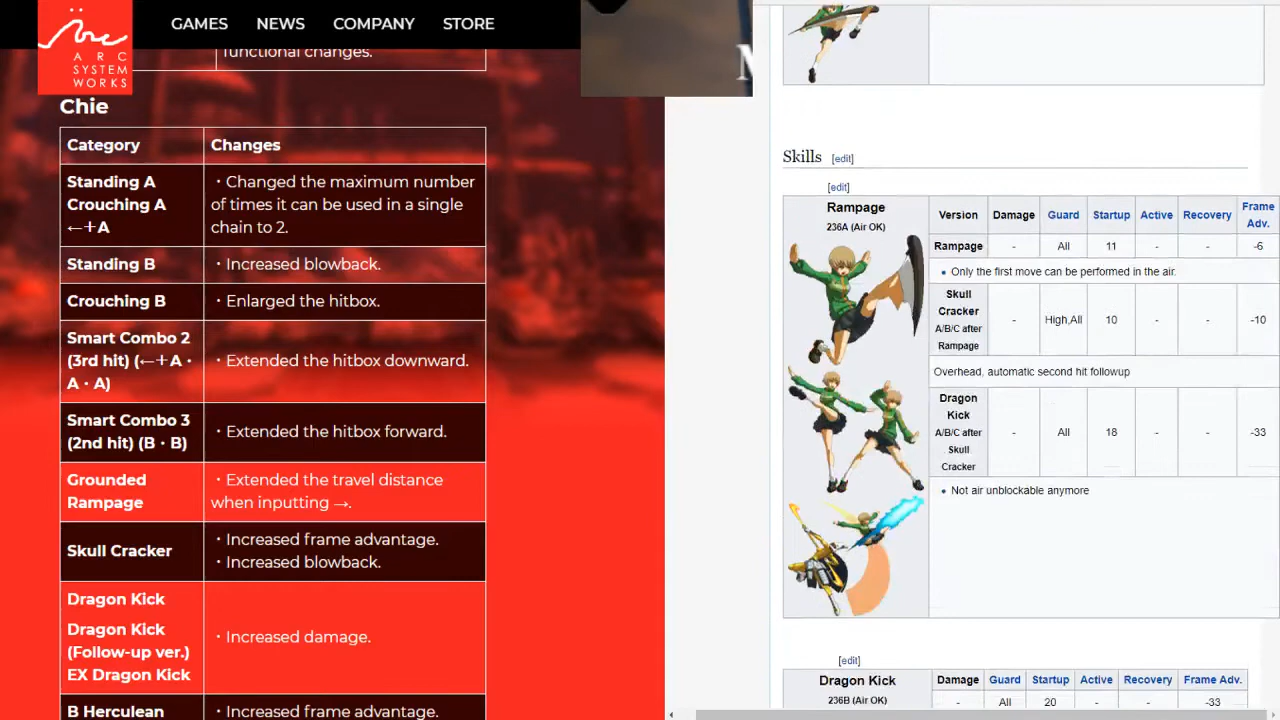 ARC
SYSTEM
WORKS
GAMES
NEWS
COMPANY
STORE
functional changes.
Chie
Category
Changes
Standing A
Crouching A
←+A
・Changed the maximum number
of times it can be used in a single
chain to 2.
Standing B
・Increased blowback.
Crouching B
・Enlarged the hitbox.
Smart Combo 2
(3rd hit) (←+A・
A・A)
・Extended the hitbox downward.
Smart Combo 3
(2nd hit) (B・B)
・Extended the hitbox forward.
Grounded
Rampage
・Extended the travel distance
when inputting →.
Skull Cracker
・Increased frame advantage.
・Increased blowback.
Dragon Kick
Dragon Kick
(Follow-up ver.)
EX Dragon Kick
・Increased damage.
B Herculean
・Increased frame advantage.
Skills [edit]
[edit]
Rampage
236A (Air OK)
Version Damage Guard Startup Active Recovery Frame
Adv.
Rampage - All 11 - - -6
• Only the first move can be performed in the air.
Skull
Cracker
A/B/C after
Rampage
- High,All 10 - - -10
Overhead, automatic second hit followup
Dragon
Kick
A/B/C after
Skull
Cracker
- All 18 - - -33
• Not air unblockable anymore
[edit]
Dragon Kick
236B (Air OK)
Damage Guard Startup Active Recovery Frame Adv.
- All 20 - - -33